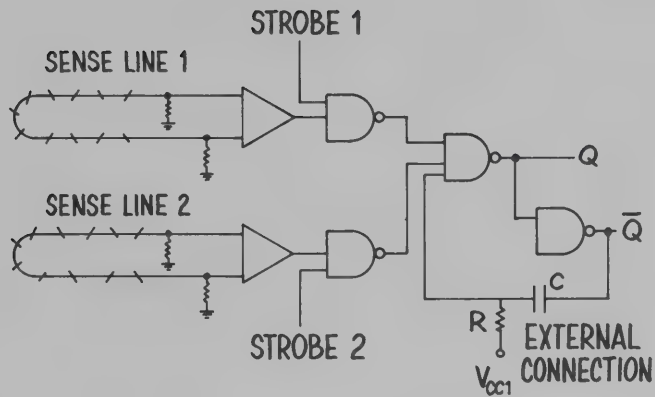 STROBE 1
SENSE LINE 1
Q
SENSE LINE 2
Q̅
C
R
EXTERNAL
CONNECTION
STROBE 2
VCC1